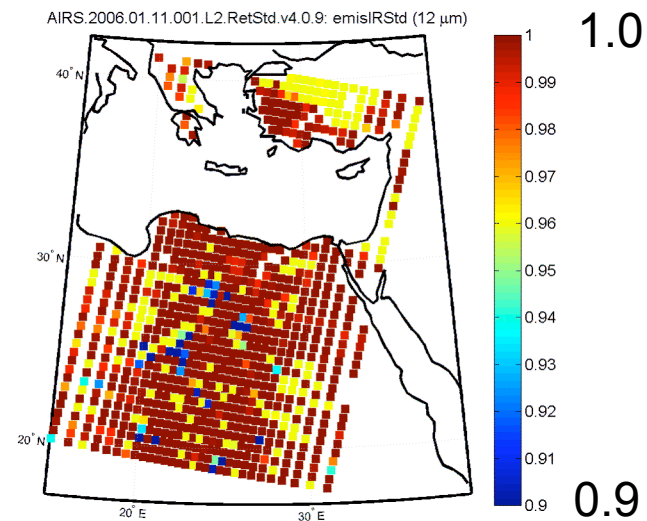 AIRS.2006.01.11.001.L2.RetStd.v4.0.9: emisIRStd (12 µm)
1.0
1
0.99
0.98
0.97
0.96
0.95
0.94
0.93
0.92
0.91
0.9
0.9
40° N
30° N
20° N
20° E
30° E